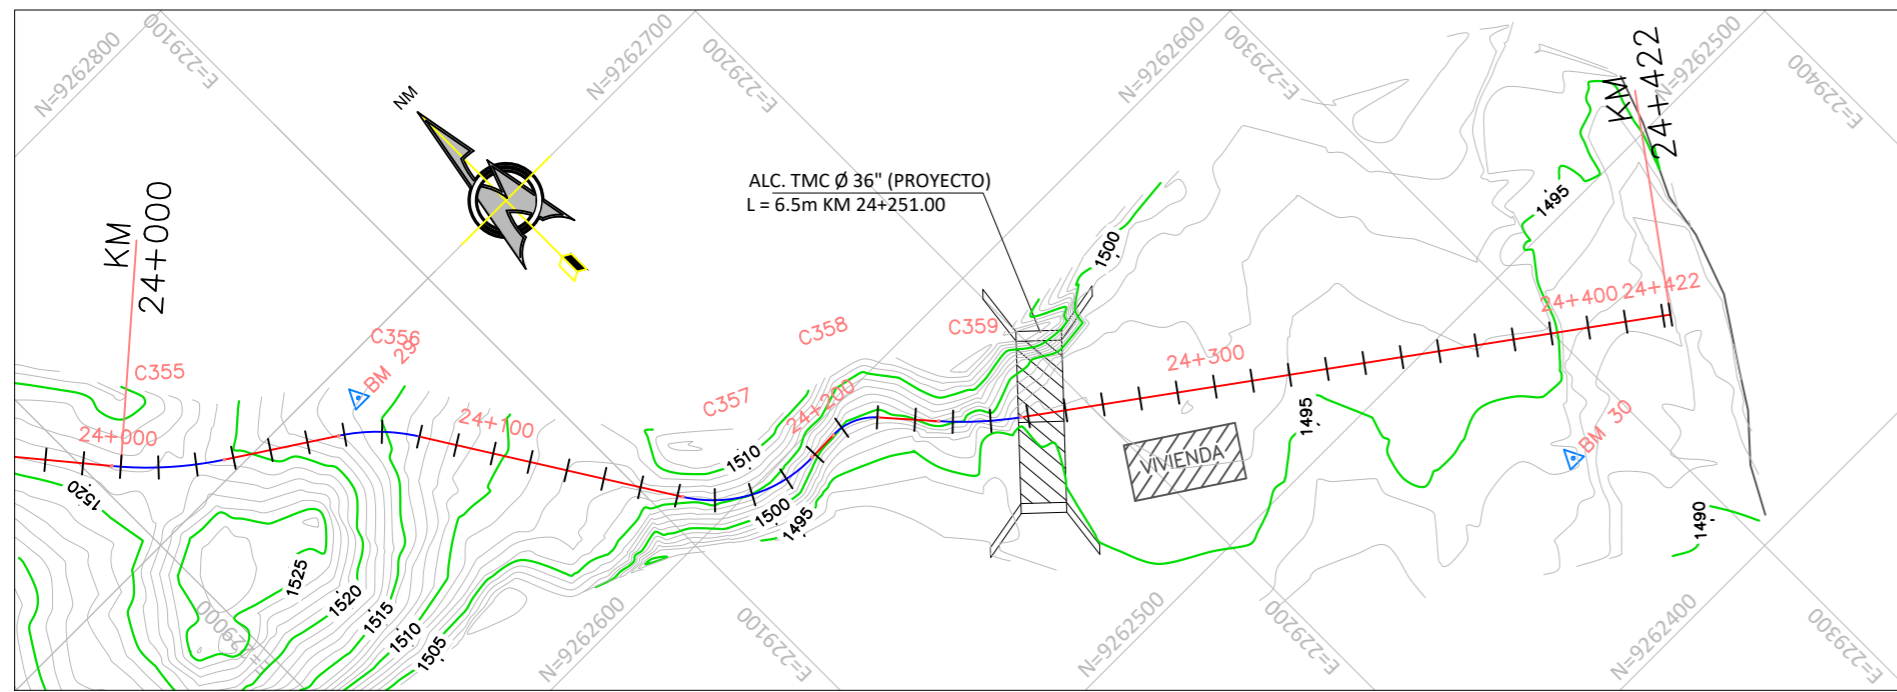 N=9262800
E=229100
N=9262700
E=229200
N=9262600
E=229300
N=9262500
E=229400
NM
KM
24+422
ALC. TMC Ø 36" (PROYECTO)
L = 6.5m KM 24+251.00
KM
24+000
1495
1500
24+400
24+422
C355
C356
BM 29
C357
C358
C359
24+000
24+100
24+200
24+300
1495
BM 30
VIVIENDA
1510
1500
1495
1490
1520
1525
1520
1515
1510
1505
E=229000
N=9262600
E=229100
N=9262500
E=229200
N=9262400
E=229300